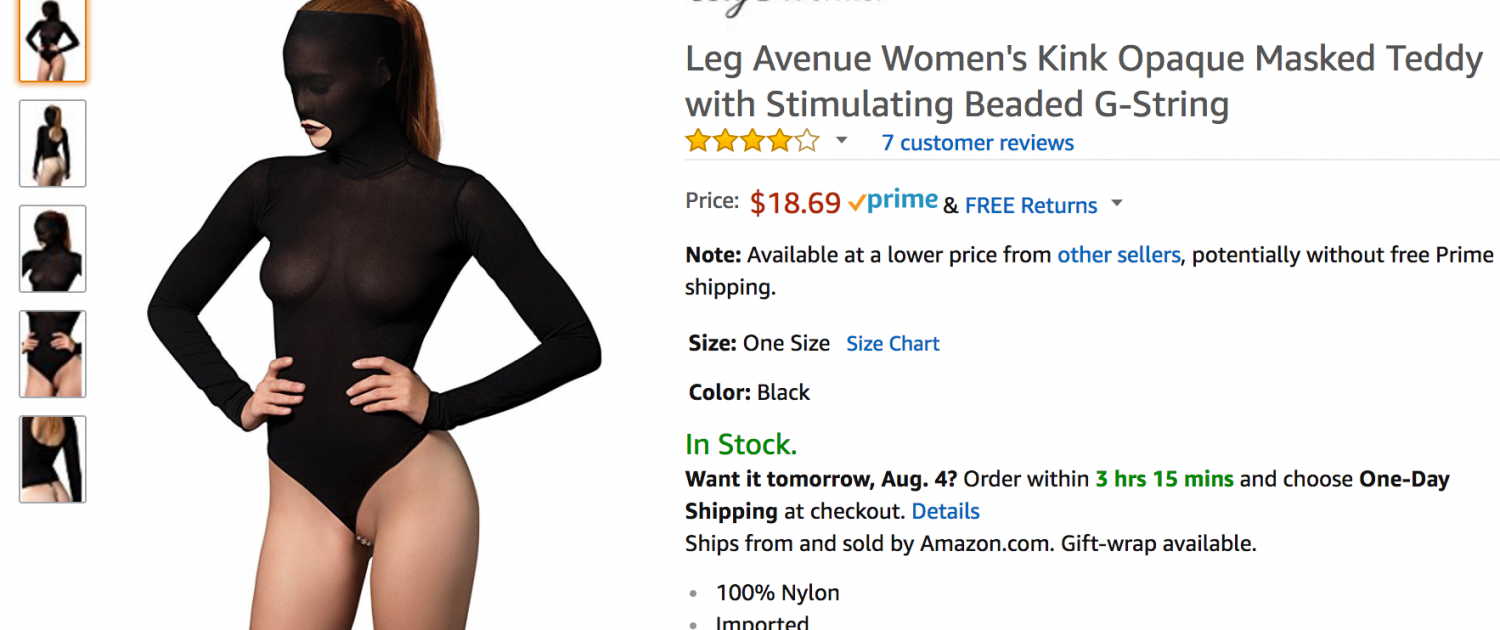 Leg Avenue Women's Kink Opaque Masked Teddy
with Stimulating Beaded G-String
7 customer reviews
Price: $18.69 prime & FREE Returns
Note: Available at a lower price from other sellers, potentially without free Prime
shipping.
Size: One Size Size Chart
Color: Black
In Stock.
Want it tomorrow, Aug. 4? Order within 3 hrs 15 mins and choose One-Day
Shipping at checkout. Details
Ships from and sold by Amazon.com. Gift-wrap available.
100% Nylon
Imported